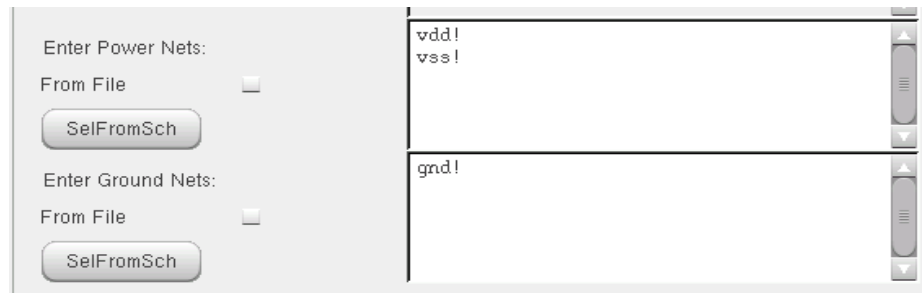 Enter Power Nets:
vdd!
vss!
From File
SelFromSch
Enter Ground Nets:
gnd!
From File
SelFromSch